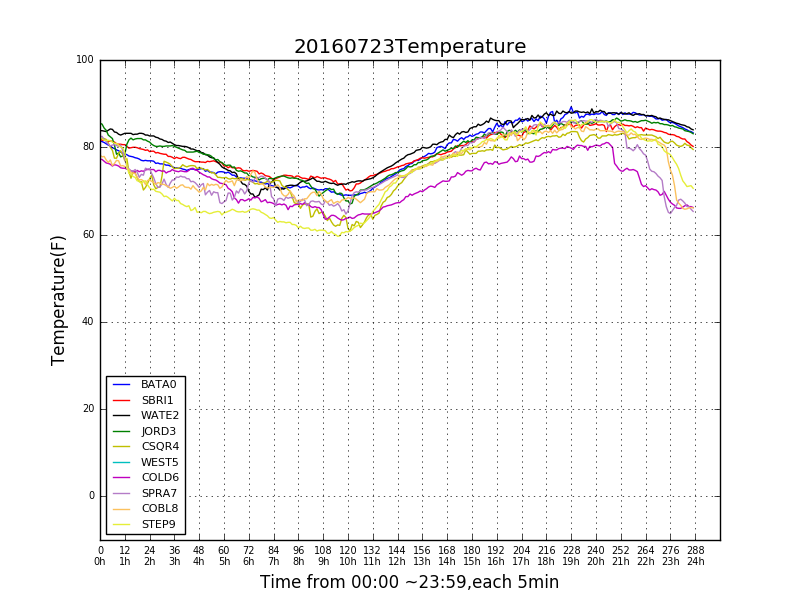 20160723Temperature
Temperature(F)
100
80
60
40
20
0
BATA0
SBRI1
WATE2
JORD3
CSQR4
WEST5
COLD6
SPRA7
COBL8
STEP9
0 12 24 36 48 60 72 84 96 108 120 132 144 156 168 180 192 204 216 228 240 252 264 276 288
0h 1h 2h 3h 4h 5h 6h 7h 8h 9h 10h 11h 12h 13h 14h 15h 16h 17h 18h 19h 20h 21h 22h 23h 24h
Time from 00:00 ~23:59,each 5min